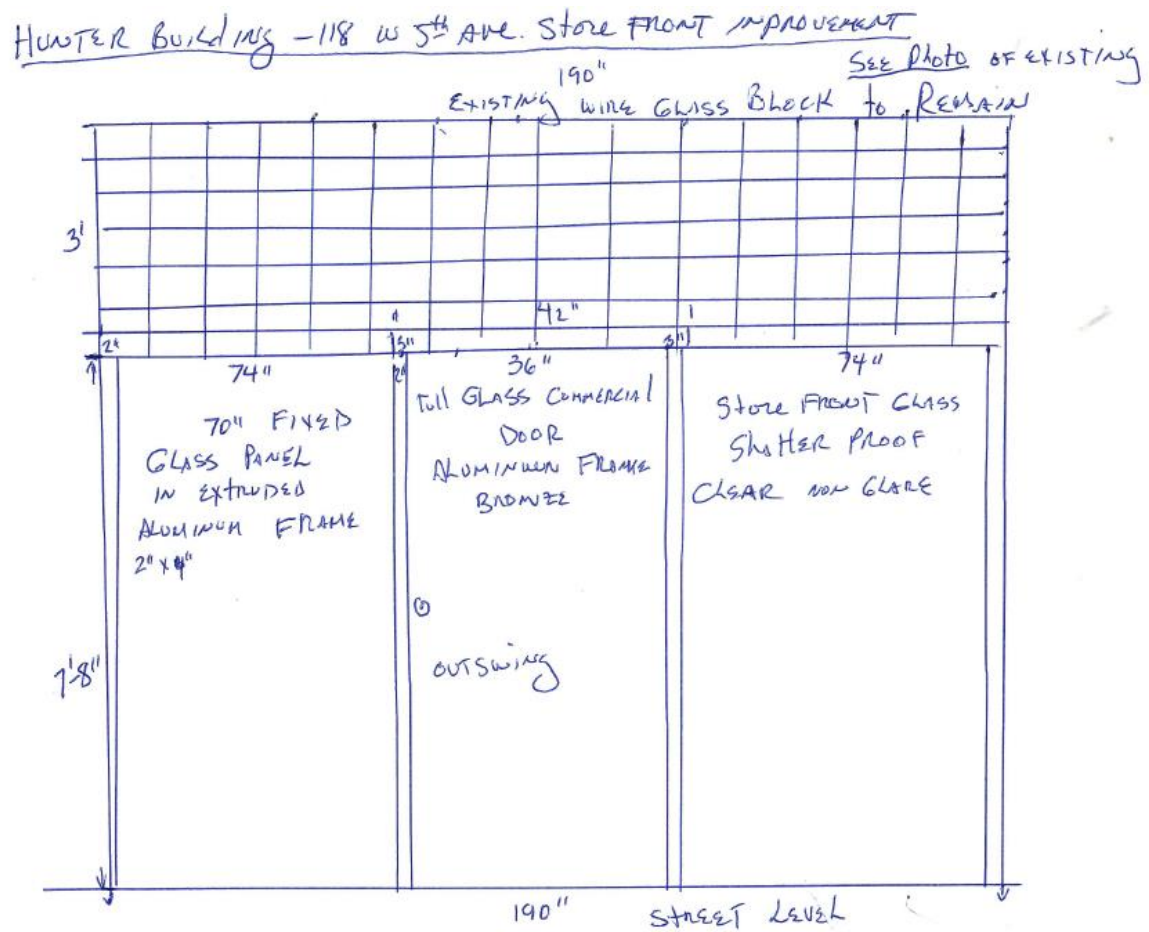 HUNTER BUILDING - 118 W 5th AVE. STORE FRONT IMPROVEMENT
SEE Photo OF EXISTING
190"
EXISTING WIRE GLASS BLOCK to REMAIN
3'
42"
2"
3"
3"
74"
2"
36"
74"
70" FIXED
GLASS PANEL
IN EXTRUDED
ALUMINUM FRAME
2" x 4"
Full GLASS COMMERCIAL
DOOR
ALUMINUM FRAME
BRONZE
Store FRONT GLASS
ShATTER PROOF
CLEAR NON GLARE
OUTSWING
7'8"
190"
STREET LEVEL